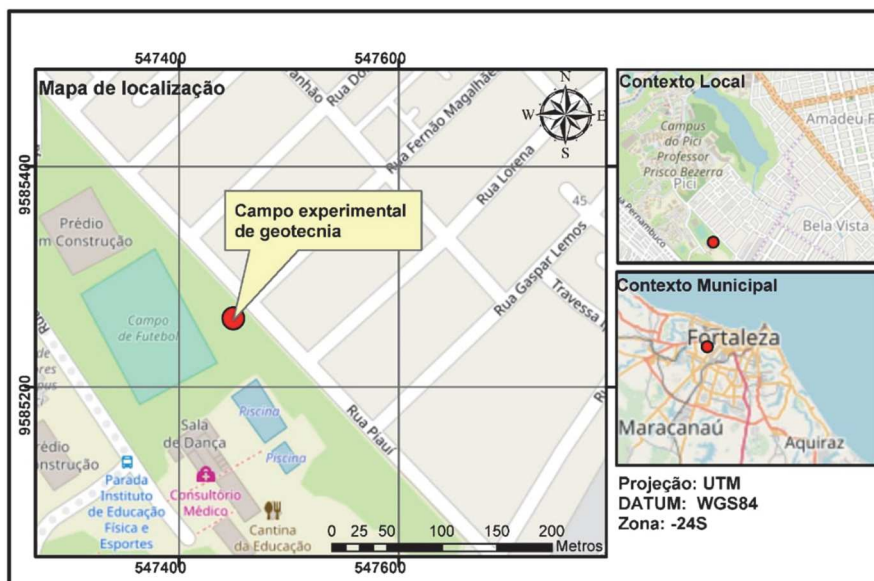 547400
547600
Mapa de localização
N
W
E
S
9585400
9585200
Rua Fernão Magalhães
Rua Lorena
45
Rua Gaspar Lemos
Rua Piauí
Campo experimental
de geotecnia
Prédio
em Construção
Campo
de Futebol
Sala
de Dança
Piscina
Piscina
Consultório
Médico
Parada
Instituto
de Educação
Física e
Esportes
Cantina
da Educação
0 25 50 100 150 200
Metros
547400
547600
Contexto Local
Amadeu F
Campus
do Pici
Professor
Prisco Bezerra
Pici
Bela Vista
Pernambuco
Contexto Municipal
Fortaleza
Maracanaú
Aquiraz
Projeção: UTM
DATUM: WGS84
Zona: -24S